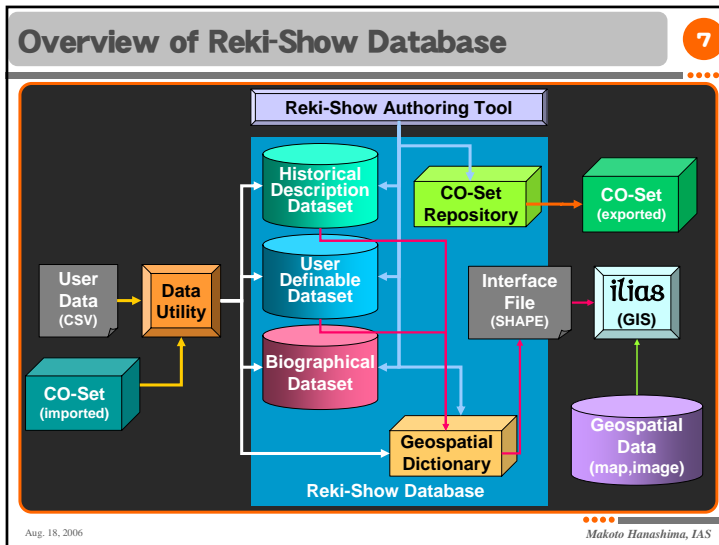 Overview of Reki-Show Database
7
Reki-Show Authoring Tool
Historical
Description
Dataset
CO-Set
Repository
CO-Set
(exported)
User
Data
(CSV)
Data
Utility
User
Definable
Dataset
Interface
File
(SHAPE)
ilias
(GIS)
Biographical
Dataset
CO-Set
(imported)
Geospatial
Dictionary
Geospatial
Data
(map,image)
Reki-Show Database
Aug. 18, 2006
Makoto Hanashima, IAS